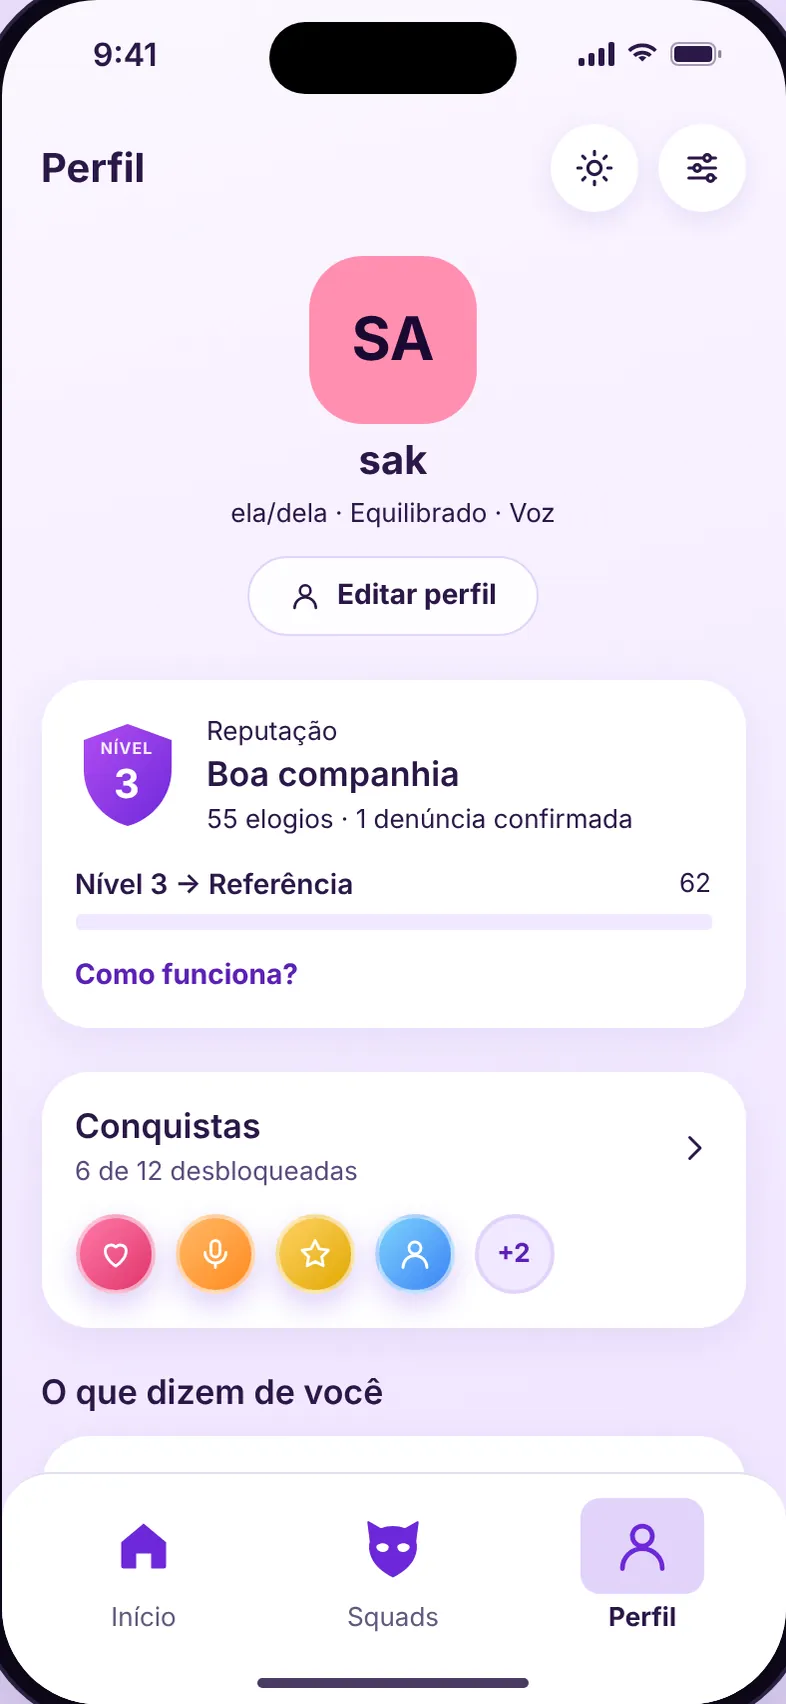 9:41
Perfil
SA
sak
ela/dela · Equilibrado · Voz
Editar perfil
NÍVEL
3
Reputação
Boa companhia
55 elogios · 1 denúncia confirmada
Nível 3 → Referência
62
Como funciona?
Conquistas
6 de 12 desbloqueadas
+2
O que dizem de você
Início
Squads
Perfil